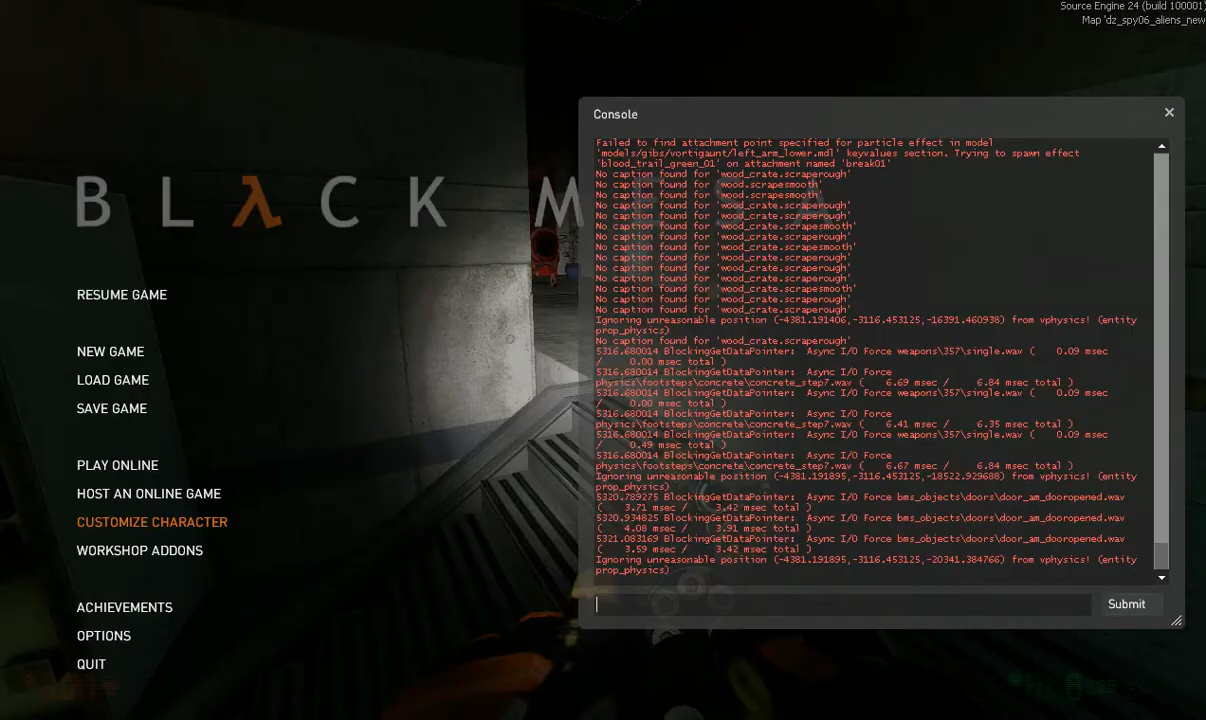 Source Engine 24 (build 100001)
Map 'dz_spy06_aliens_new
BLλCK M
RESUME GAME
NEW GAME
LOAD GAME
SAVE GAME
PLAY ONLINE
HOST AN ONLINE GAME
CUSTOMIZE CHARACTER
WORKSHOP ADDONS
ACHIEVEMENTS
OPTIONS
QUIT
Console
Failed to find attachment point specified for particle effect in model
'models/gibs/vortigaunt/left_arm_lower.mdl' keyvalues section. Trying to spawn effect
'blood_trail_green_01' on attachment named 'break01'
No caption found for 'wood_crate.scraperough'
No caption found for 'wood.scrapesmooth'
No caption found for 'wood.scrapesmooth'
No caption found for 'wood_crate.scraperough'
No caption found for 'wood_crate.scraperough'
No caption found for 'wood_crate.scrapesmooth'
No caption found for 'wood_crate.scraperough'
No caption found for 'wood_crate.scrapesmooth'
No caption found for 'wood_crate.scraperough'
No caption found for 'wood_crate.scraperough'
No caption found for 'wood_crate.scraperough'
No caption found for 'wood_crate.scrapesmooth'
No caption found for 'wood_crate.scraperough'
No caption found for 'wood_crate.scraperough'
Ignoring unreasonable position (-4381.191406,-3116.453125,-16391.460938) from vphysics! (entity
prop_physics)
No caption found for 'wood_crate.scraperough'
5316.680014 BlockingGetDataPointer: Async I/O Force weapons\357\single.wav ( 0.09 msec
/ 0.00 msec total )
5316.680014 BlockingGetDataPointer: Async I/O Force
physics\footsteps\concrete\concrete_step7.wav ( 6.69 msec / 6.84 msec total )
5316.680014 BlockingGetDataPointer: Async I/O Force weapons\357\single.wav ( 0.09 msec
/ 0.00 msec total )
5316.680014 BlockingGetDataPointer: Async I/O Force
physics\footsteps\concrete\concrete_step7.wav ( 6.41 msec / 6.35 msec total )
5316.680014 BlockingGetDataPointer: Async I/O Force weapons\357\single.wav ( 0.09 msec
/ 0.49 msec total )
5316.680014 BlockingGetDataPointer: Async I/O Force
physics\footsteps\concrete\concrete_step7.wav ( 6.67 msec / 6.84 msec total )
Ignoring unreasonable position (-4381.191895,-3116.453125,-18522.929688) from vphysics! (entity
prop_physics)
5320.789275 BlockingGetDataPointer: Async I/O Force bms_objects\doors\door_am_dooropened.wav
( 3.71 msec / 3.42 msec total )
5320.934825 BlockingGetDataPointer: Async I/O Force bms_objects\doors\door_am_dooropened.wav
( 4.08 msec / 3.91 msec total )
5321.083169 BlockingGetDataPointer: Async I/O Force bms_objects\doors\door_am_dooropened.wav
( 3.59 msec / 3.42 msec total )
Ignoring unreasonable position (-4381.191895,-3116.453125,-20341.384766) from vphysics! (entity
prop_physics)
Submit